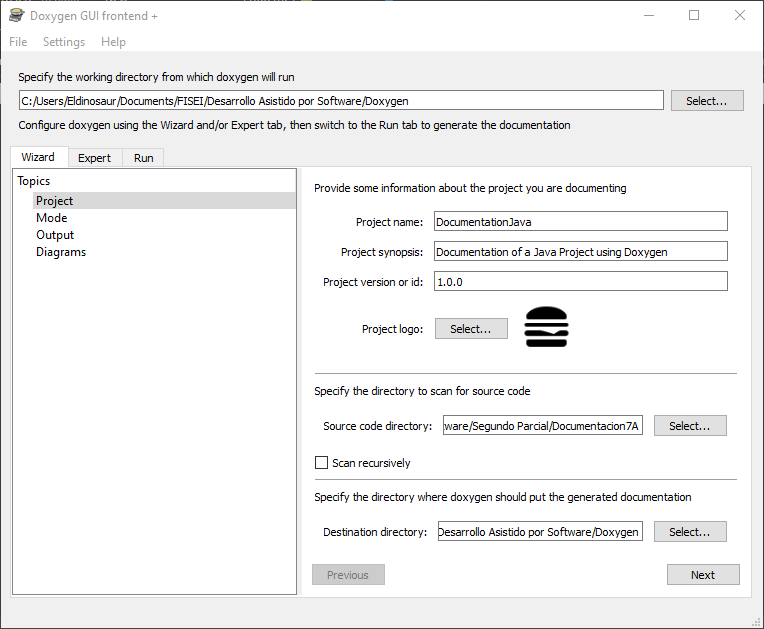 Doxygen GUI frontend +
File Settings Help
Specify the working directory from which doxygen will run
C:/Users/Eldinosaur/Documents/FISEI/Desarrollo Asistido por Software/Doxygen Select...
Configure doxygen using the Wizard and/or Expert tab, then switch to the Run tab to generate the documentation
Wizard Expert Run
Topics
Project
Mode
Output
Diagrams
Provide some information about the project you are documenting
Project name: DocumentationJava
Project synopsis: Documentation of a Java Project using Doxygen
Project version or id: 1.0.0
Project logo: Select...
Specify the directory to scan for source code
Source code directory: ware/Segundo Parcial/Documentacion7A Select...
Scan recursively
Specify the directory where doxygen should put the generated documentation
Destination directory: Desarrollo Asistido por Software/Doxygen Select...
Previous Next